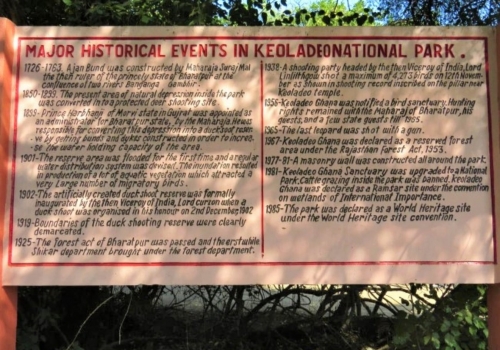 MAJOR HISTORICAL EVENTS IN KEOLADEONATIONAL PARK.
1726-1763. Ajan Bund was constructed by Maharaja Suraj Mal
the then ruler of the princely state of Bharatpur at the
confluence of two rivers Banganga Gambhir.
1850-1899. The present area of natural depression inside the park
was converted into a protected deer shooting site.
1899- Prince Harbhanj of Morvi state in Gujrat was appointed as
an administrator for Bharatpur state, by the Maharaja. He was
responsible for converting this depression into a duckshoot reser-
ve by putting bunds and dykes constructed in order to incres-
se the water holding capacity of the area.
1901-The reserve area was flooded for the first time and a regular
water distribution system was devised. The inundation resulted
in production of a lot of aquatic vegetation which attracted a
very Large number of migratory birds.
1902-The artificially created duckshoot reserve was formally
inaugurated by the then Viceroy of India, Lord curson when a
duck shoot was organised in his honour on 2nd December,1902
1919-Boundaries of the duck shooting reserve were clearly
demarcated.
1925-The forest act of Bharatpur was passed and the erstwhile
Shikar department brought under the forest department.
1938-A shooting party headed by the then Viceroy of India, Lord
Linlithgow shot a maximum of 4,273 birds on 12th Novem-
ber as shown in shooting record inscribed on the pillar near
Keoladeo Temple.
1956-Keoladeo Ghana was notified a bird sanctuary. Hunting
rights remained with the Maharaja of Bharatpur, his
guests, and a few state guests till 1965.
1965-The last leopard was shot with a gun.
1967-Keoladeo Ghana was declared as a reserved forest
area under the Rajasthan forest Act, 1953.
1977-81-A masonry wall was constructed all around the park.
1981-Keoladeo Ghana Sanctuary was upgraded to a National
Park; Cattle grazing inside the park was banned. Keoladeo
Ghana was declared as a Ramsar site under the convention
on wetlands of International Importance.
1985-The park was declared as a World Heritage site
under the World Heritage site convention.